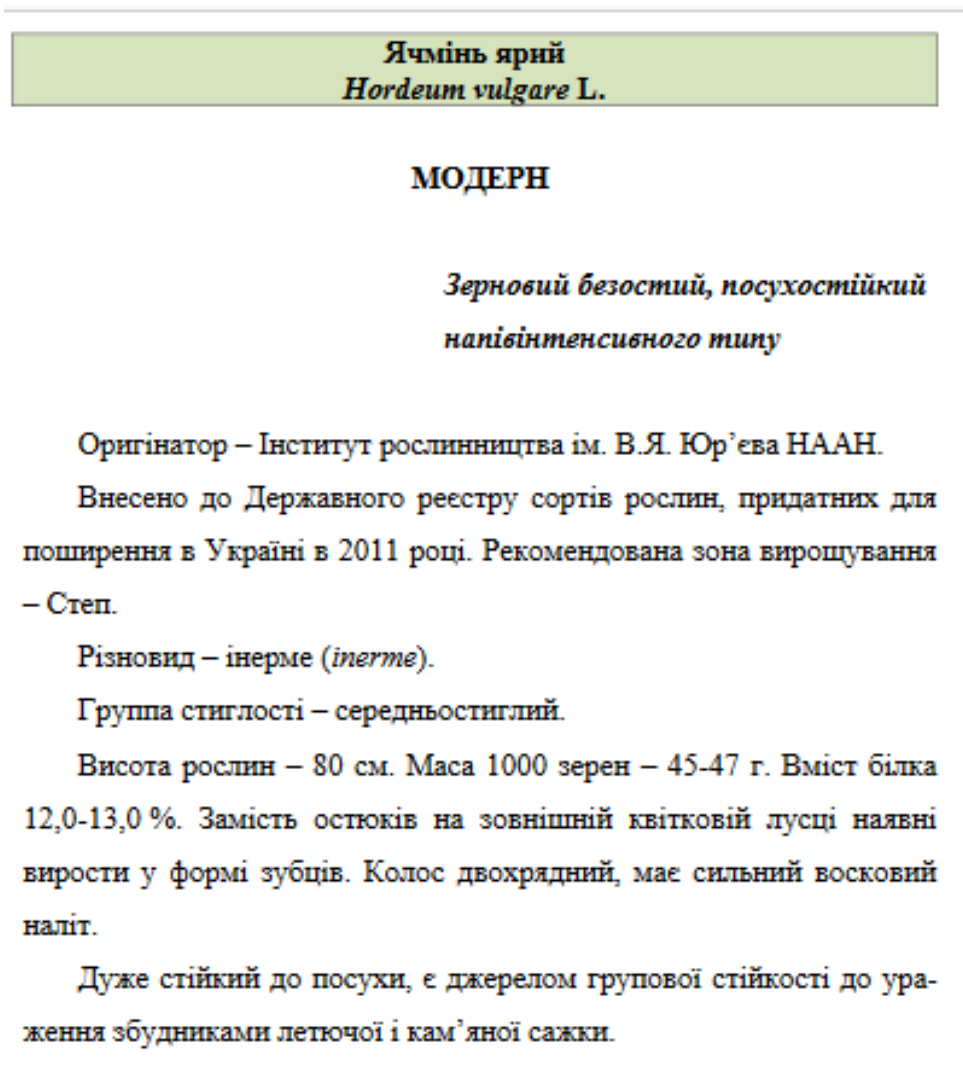 Ячмінь ярий
Hordeum vulgare L.
МОДЕРН
Зерновий безостий, посухостійкий
напівінтенсивного типу
Оригінатор – Інститут рослинництва ім. В.Я. Юр’єва НААН.
Внесено до Державного реєстру сортів рослин, придатних для
поширення в Україні в 2011 році. Рекомендована зона вирощування
– Степ.
Різновид – інерме (inerme).
Группа стиглості – середньостиглий.
Висота рослин – 80 см. Маса 1000 зерен – 45-47 г. Вміст білка
12,0-13,0 %. Замість остюків на зовнішній квітковій лусці наявні
вирости у формі зубців. Колос двохрядний, має сильний восковий
наліт.
Дуже стійкий до посухи, є джерелом групової стійкості до ура-
ження збудниками летючої і кам’яної сажки.